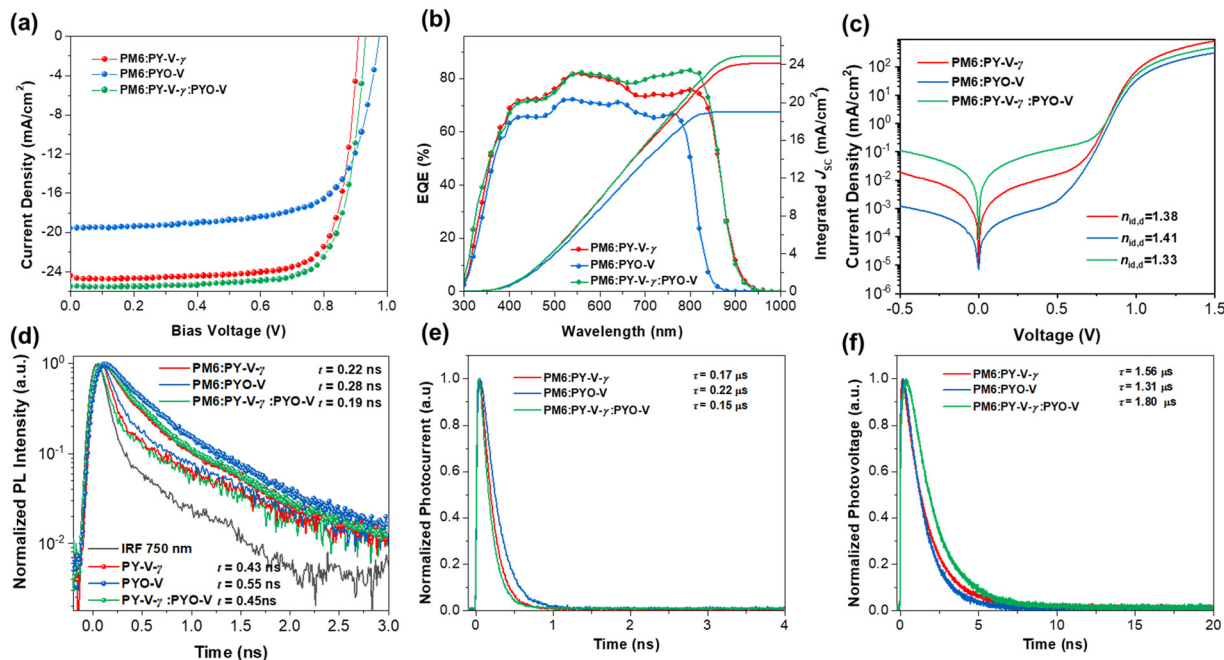 (a)
0
-4
-8
-12
-16
-20
-24
Current Density (mA/cm²)
PM6:PY-V-γ
PM6:PYO-V
PM6:PY-V-γ:PYO-V
0.0 0.2 0.4 0.6 0.8 1.0
Bias Voltage (V)
(b)
100
80
60
40
20
0
EQE (%)
28
24
20
16
12
8
4
0
Integrated J_SC (mA/cm²)
PM6:PY-V-γ
PM6:PYO-V
PM6:PY-V-γ:PYO-V
300 400 500 600 700 800 900 1000
Wavelength (nm)
(c)
10²
10¹
10⁰
10⁻¹
10⁻²
10⁻³
10⁻⁴
10⁻⁵
10⁻⁶
Current Density (mA/cm²)
PM6:PY-V-γ
PM6:PYO-V
PM6:PY-V-γ :PYO-V
n_id,d=1.38
n_id,d=1.41
n_id,d=1.33
-0.5 0.0 0.5 1.0 1.5
Voltage (V)
(d)
10⁰
10⁻¹
10⁻²
Normalized PL Intensity (a.u.)
PM6:PY-V-γ t = 0.22 ns
PM6:PYO-V t = 0.28 ns
PM6:PY-V-γ :PYO-V t = 0.19 ns
IRF 750 nm
PY-V-γ t = 0.43 ns
PYO-V t = 0.55 ns
PY-V-γ :PYO-V t = 0.45ns
0.0 0.5 1.0 1.5 2.0 2.5 3.0
Time (ns)
(e)
1.0
0.8
0.6
0.4
0.2
0.0
Normalized Photocurrent (a.u)
PM6:PY-V-γ τ = 0.17 μs
PM6:PYO-V τ = 0.22 μs
PM6:PY-V-γ:PYO-V τ = 0.15 μs
0 1 2 3 4
Time (ns)
(f)
1.0
0.8
0.6
0.4
0.2
0.0
Normalized Photovoltage (a.u.)
PM6:PY-V-γ τ = 1.56 μs
PM6:PYO-V τ = 1.31 μs
PM6:PY-V-γ:PYO-V τ = 1.80 μs
0 5 10 15 20
Time (ns)